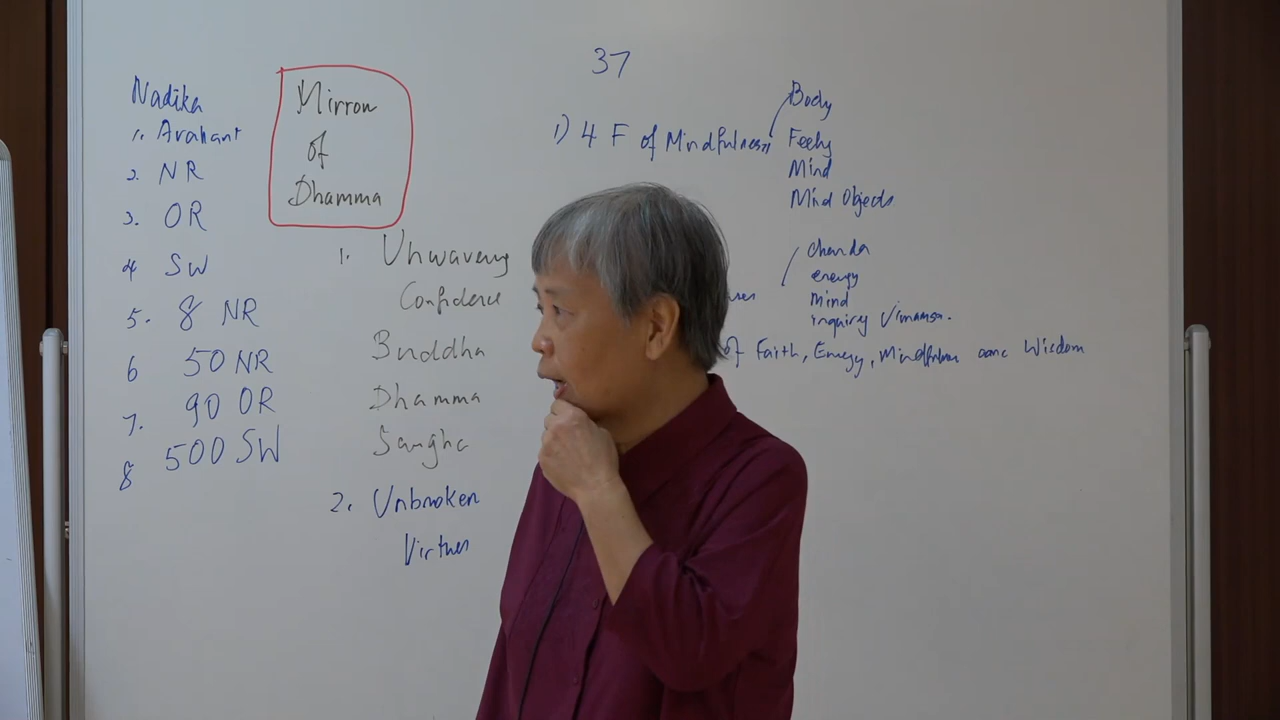 Nadika
1. Arahant
2. NR
3. OR
4 SW
5. 8 NR
6 50 NR
7. 90 OR
8 500 SW
Mirror
of
Dhamma
1. Unwavering
Confidence
Buddha
Dhamma
Sangha
2. Unbroken
Virtues
37
1) 4 F of Mindfulness
Body
Feeling
Mind
Mind Objects
Chanda
energy
mind
inquiry Vimamsa.
of Faith, Energy, Mindfulness and Wisdom